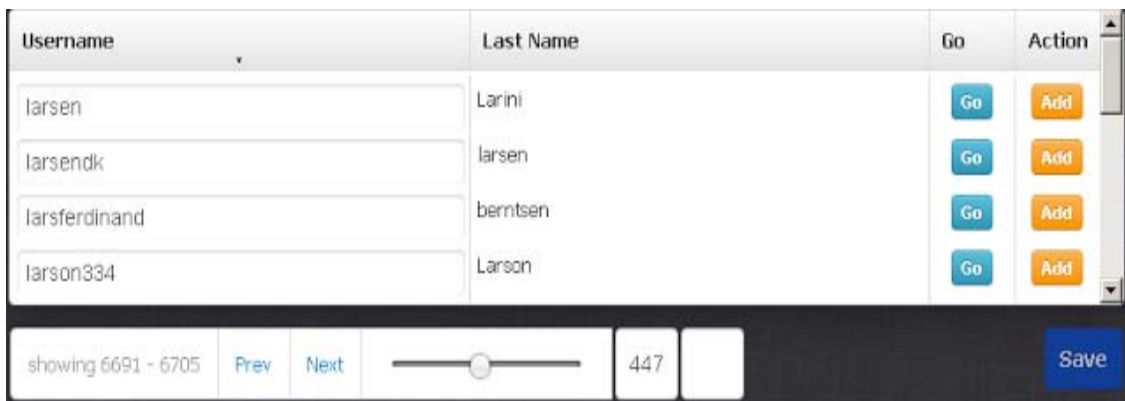 Username Last Name Go Action
larsen Larini Go Add
larsendk larsen Go Add
larsferdinand berntsen Go Add
larson334 Larson Go Add
showing 6691 - 6705 Prev Next 447 Save